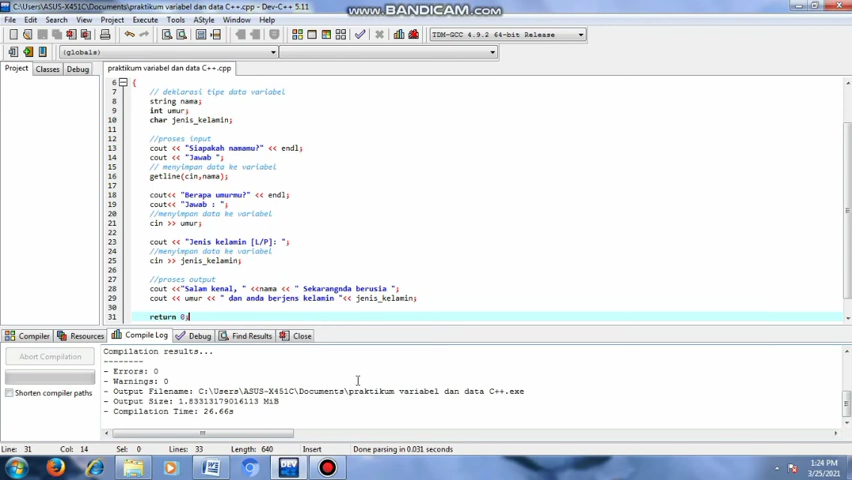 C:\Users\ASUS-X451C\Documents\praktikum variabel dan data C++.cpp - Dev-C++ 5.11
www.BANDICAM.com
File Edit Search View Project Execute Tools AStyle Window Help
TDM-GCC 4.9.2 64-bit Release
(globals)
Project Classes Debug
praktikum variabel dan data C++.cpp
6 {
7 // deklarasi tipe data variabel
8 string nama;
9 int umur;
10 char jenis_kelamin;
11
12 //proses input
13 cout << "Siapakah namamu?" << endl;
14 cout << "Jawab ";
15 // menyimpan data ke variabel
16 getline(cin,nama);
17
18 cout<< "Berapa umurmu?" << endl;
19 cout<< "Jawab : ";
20 //menyimpan data ke variabel
21 cin >> umur;
22
23 cout << "Jenis kelamin [L/P]: ";
24 //menyimpan data ke variabel
25 cin >> jenis_kelamin;
26
27 //proses output
28 cout <<"Salam kenal, " <<nama << " Sekarangnda berusia ";
29 cout << umur << " dan anda berjens kelamin "<< jenis_kelamin;
30
31 return 0;
Compiler Resources Compile Log Debug Find Results Close
Abort Compilation
Shorten compiler paths
Compilation results...
--------
- Errors: 0
- Warnings: 0
- Output Filename: C:\Users\ASUS-X451C\Documents\praktikum variabel dan data C++.exe
- Output Size: 1.83313179016113 MiB
- Compilation Time: 26.66s
Line: 31 Col: 14 Sel: 0 Lines: 33 Length: 640 Insert Done parsing in 0.031 seconds
DEV
1:24 PM
3/25/2021